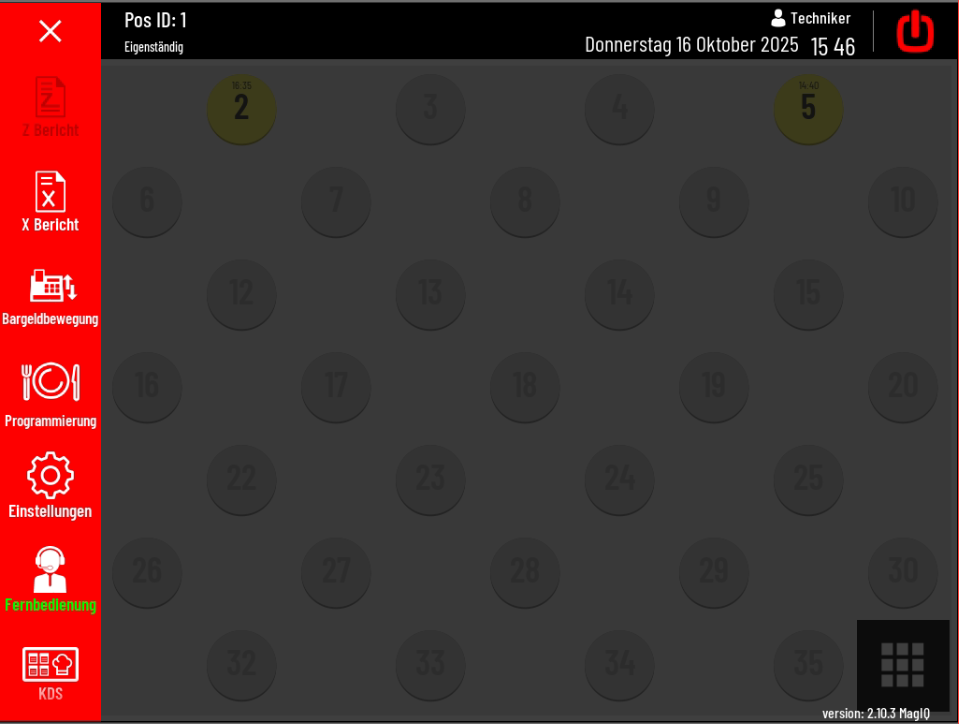 Pos ID: 1
Eigenständig
Techniker
Donnerstag 16 Oktober 2025 15 46
Z
Z Bericht
X
X Bericht
Bargeldbewegung
Programmierung
Einstellungen
Fernbedienung
KDS
16:35
2
3
4
14:40
5
6
7
8
9
10
12
13
14
15
16
17
18
19
20
22
23
24
25
26
27
28
29
30
32
33
34
35
version: 2.10.3 MagIQ